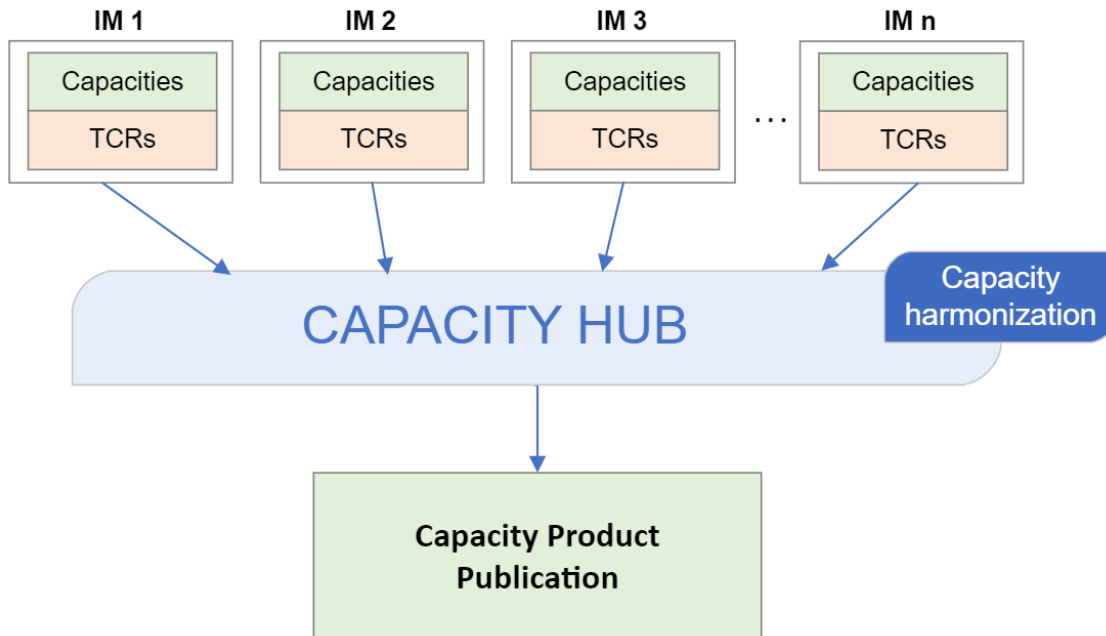 IM 1
IM 2
IM 3
IM n
Capacities
Capacities
Capacities
Capacities
TCRs
TCRs
TCRs
...
TCRs
CAPACITY HUB
Capacity
harmonization
Capacity Product
Publication